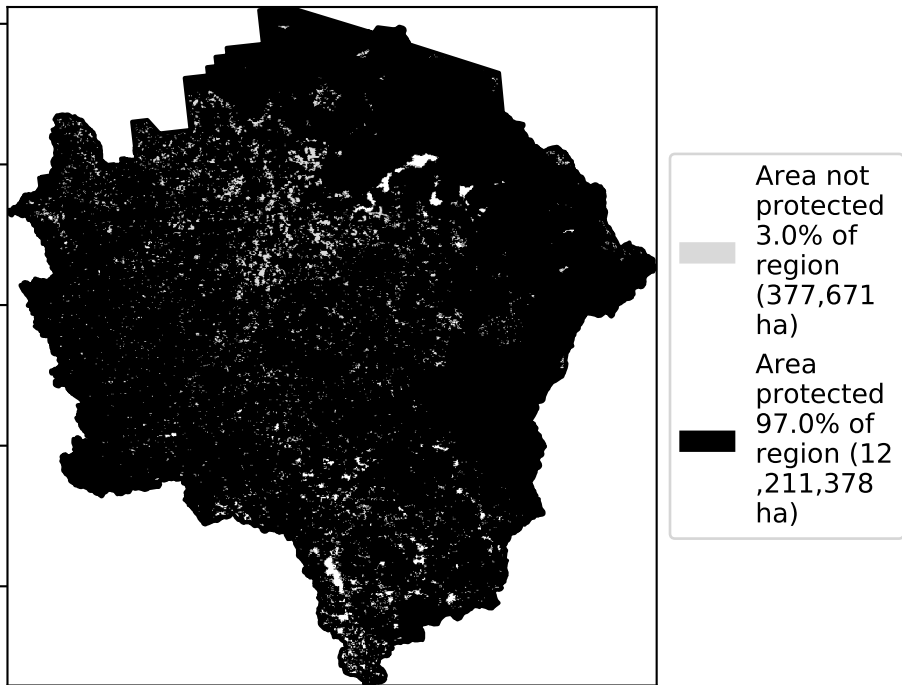 Area not
protected
3.0% of
region
(377,671
ha)
Area
protected
97.0% of
region (12
,211,378
ha)